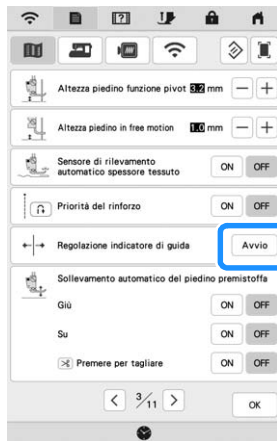 Altezza piedino funzione pivot 3.2 mm − +
Altezza piedino in free motion 1.0 mm − +
Sensore di rilevamento
automatico spessore tessuto ON OFF
Priorità del rinforzo ON OFF
Regolazione indicatore di guida Avvio
Sollevamento automatico del piedino premistoffa
Giù ON OFF
Su ON OFF
Premere per tagliare ON OFF
< 3/11 > OK